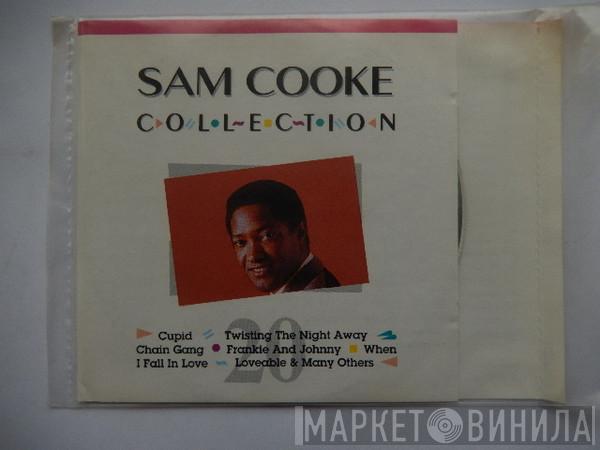 SAM COOKE
COLLECTION
20
Cupid Twisting The Night Away
Chain Gang • Frankie And Johnny ■ When
I Fall In Love Loveable & Many Others
МАРКЕТ ВИНИЛА